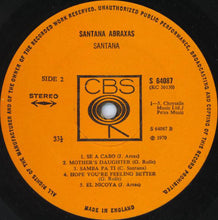 ALL RIGHTS OF THE MANUFACTURER AND OF THE OWNER OF THE RECORDED WORK RESERVED. UNAUTHORIZED PUBLIC PERFORMANCE, BROADCASTING AND COPYING OF THIS RECORD PROHIBITED
SANTANA ABRAXAS
SANTANA
SIDE 2
CBS
S 64087
(KC 30130)
STEREO
1—5. Chrysalis
Music Ltd./
Petra Music
33⅓
S 64087 B
℗ 1970
1. SE A CABO (J. Areas)
2. MOTHER'S DAUGHTER (G. Rolie)
3. SAMBA PA TI (C. Santana)
4. HOPE YOU'RE FEELING BETTER
(G. Rolie)
5. EL NICOYA (J. Areas)
MADE IN ENGLAND